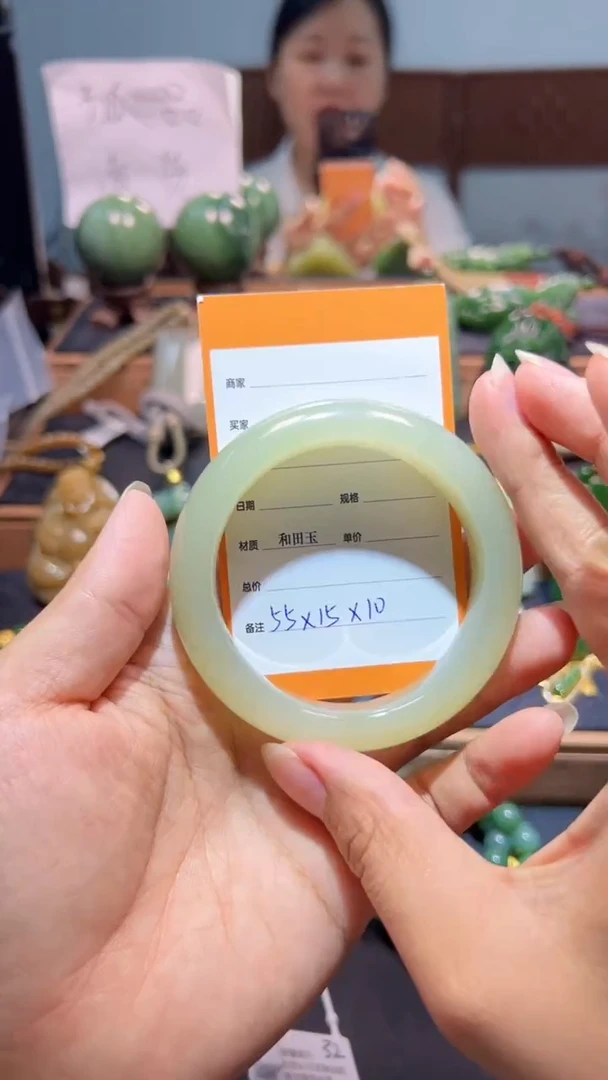 商家
买家
日期 规格
材质 和田玉 单价
总价
备注 55x15x10
32